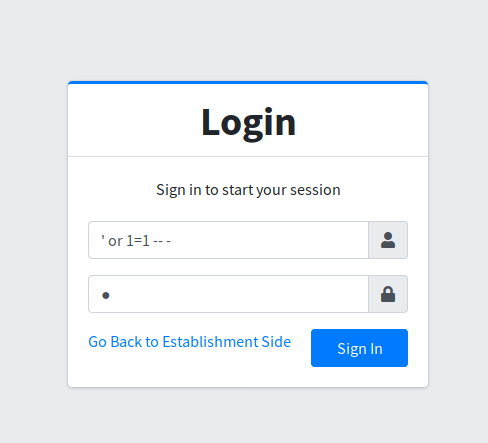 Login
Sign in to start your session
' or 1=1 -- -
●
Go Back to Establishment Side
Sign In